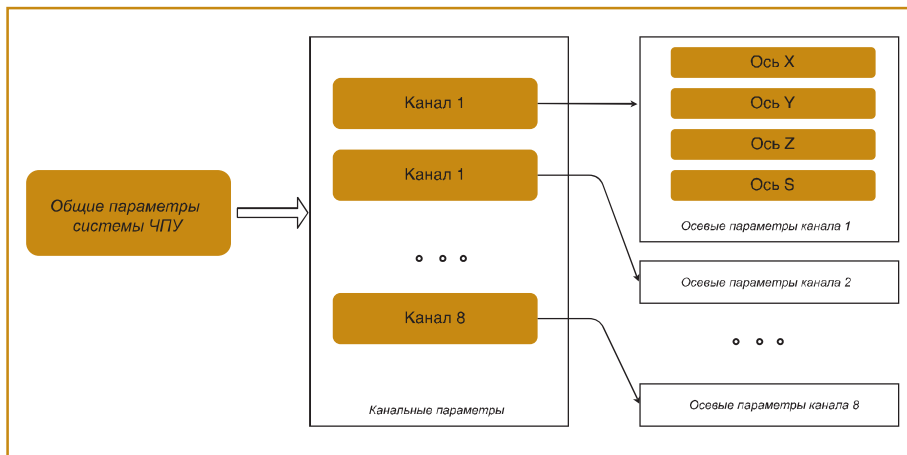 Общие параметры
системы ЧПУ
Канал 1
Канал 1
Канал 8
Канальные параметры
Ось X
Ось Y
Ось Z
Ось S
Осевые параметры канала 1
Осевые параметры канала 2
Осевые параметры канала 8